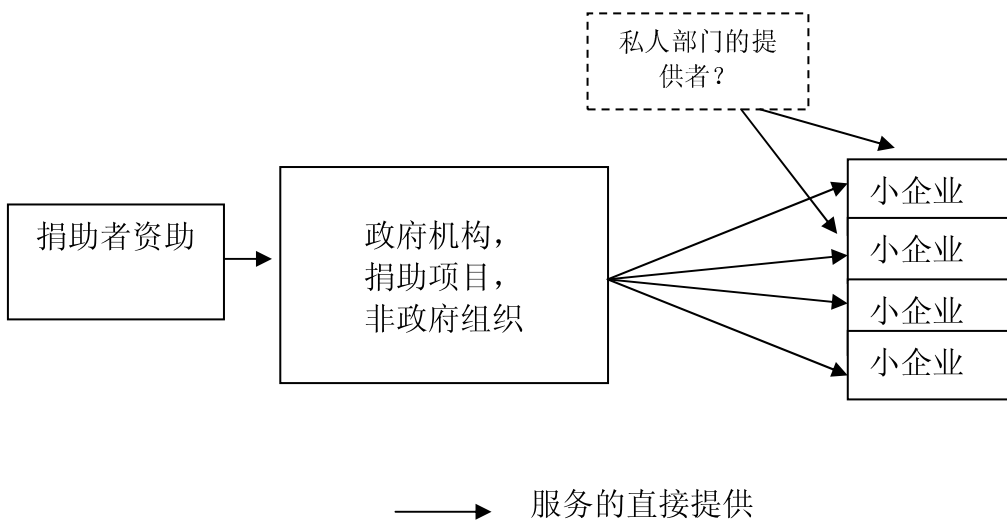 私人部门的提
供者？
捐助者资助
政府机构，
捐助项目，
非政府组织
小企业
小企业
小企业
小企业
服务的直接提供